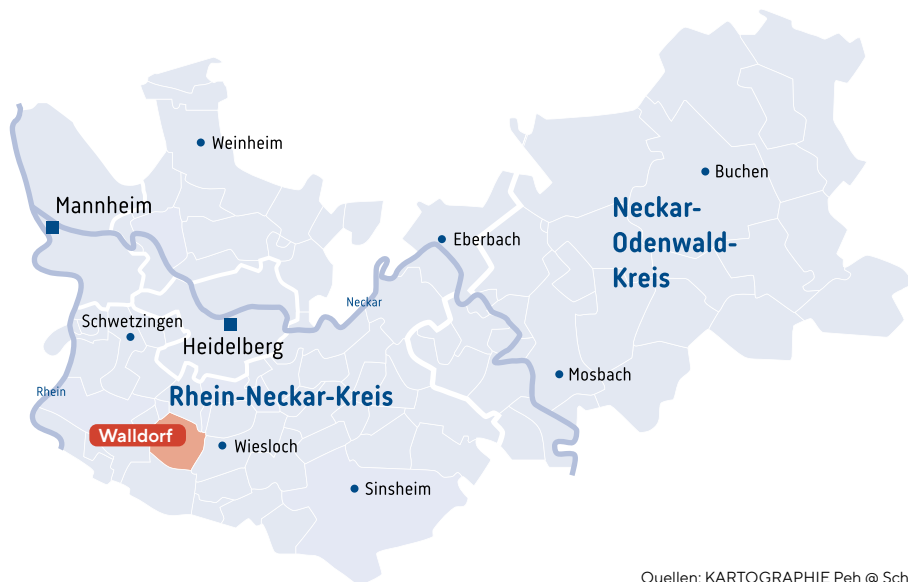 Weinheim
Buchen
Mannheim
Neckar-
Odenwald-
Kreis
Eberbach
Neckar
Schwetzingen
Heidelberg
Mosbach
Rhein
Rhein-Neckar-Kreis
Walldorf
Wiesloch
Sinsheim
Quellen: KARTOGRAPHIE Peh @ Sch